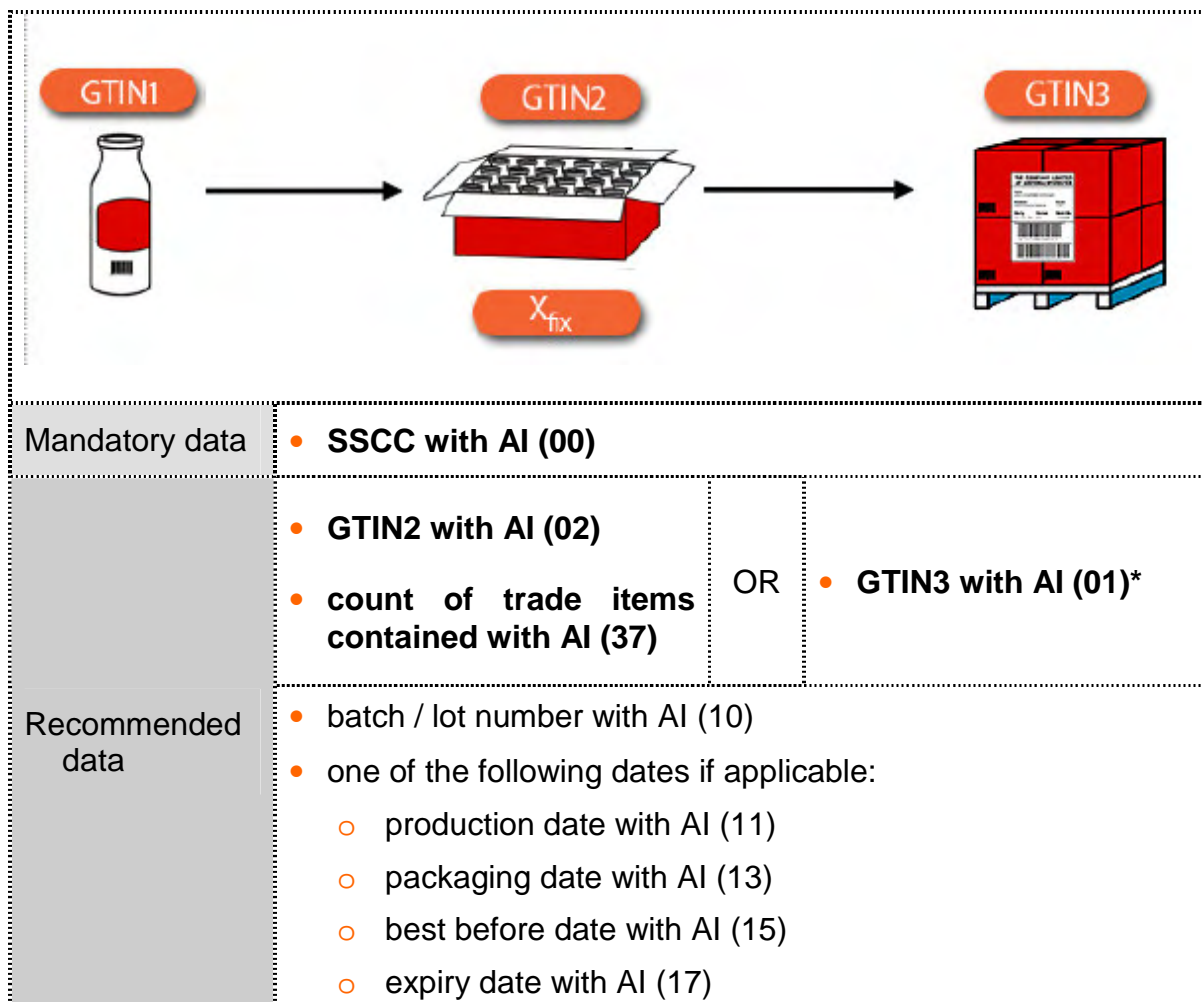 GTIN1
GTIN2
GTIN3
Xfix
Mandatory data
• SSCC with AI (00)
Recommended
data
• GTIN2 with AI (02)
• count of trade items
contained with AI (37)
OR
• GTIN3 with AI (01)*
• batch / lot number with AI (10)
• one of the following dates if applicable:
o production date with AI (11)
o packaging date with AI (13)
o best before date with AI (15)
o expiry date with AI (17)